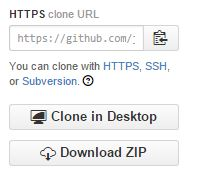 HTTPS clone URL
https://github.com/
You can clone with HTTPS, SSH,
or Subversion.
Clone in Desktop
Download ZIP